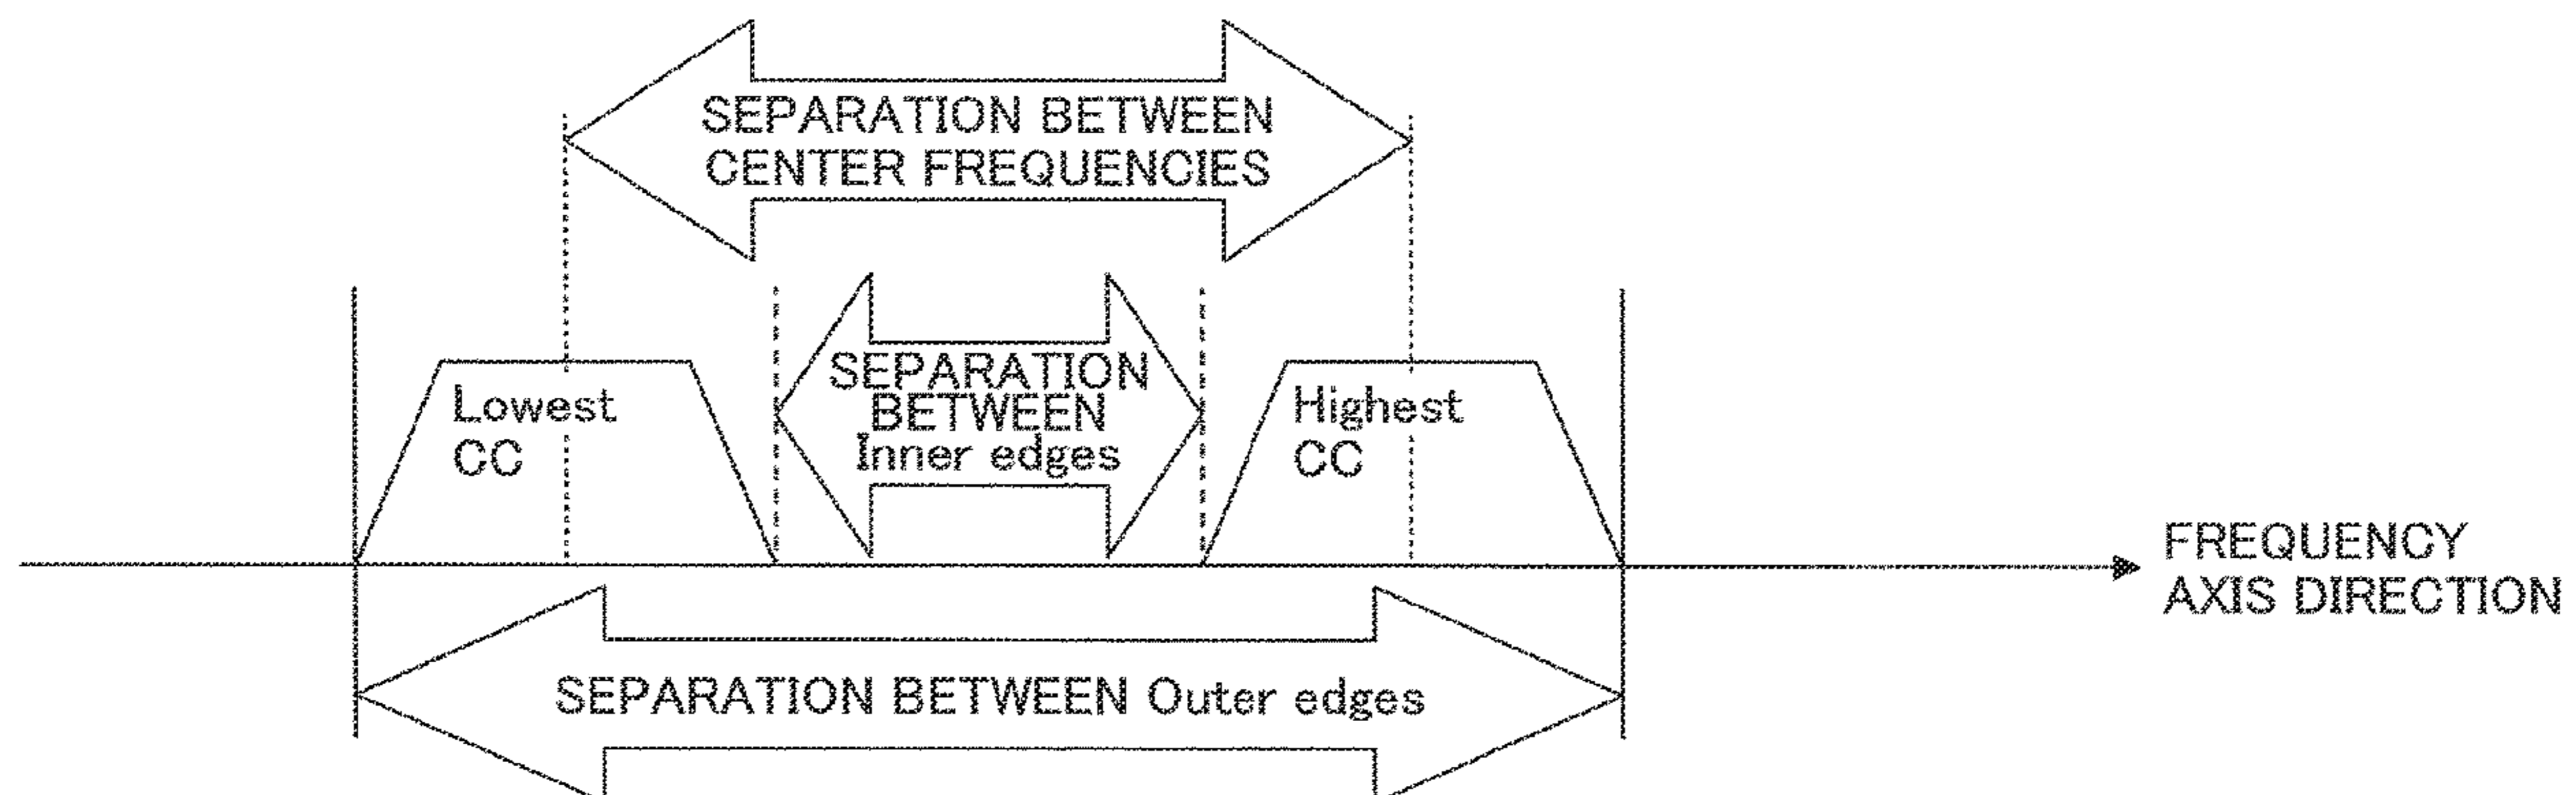 SEPARATION BETWEEN
CENTER FREQUENCIES
SEPARATION
BETWEEN
Inner edges
Lowest
CC
Highest
CC
FREQUENCY
AXIS DIRECTION
SEPARATION BETWEEN Outer edges